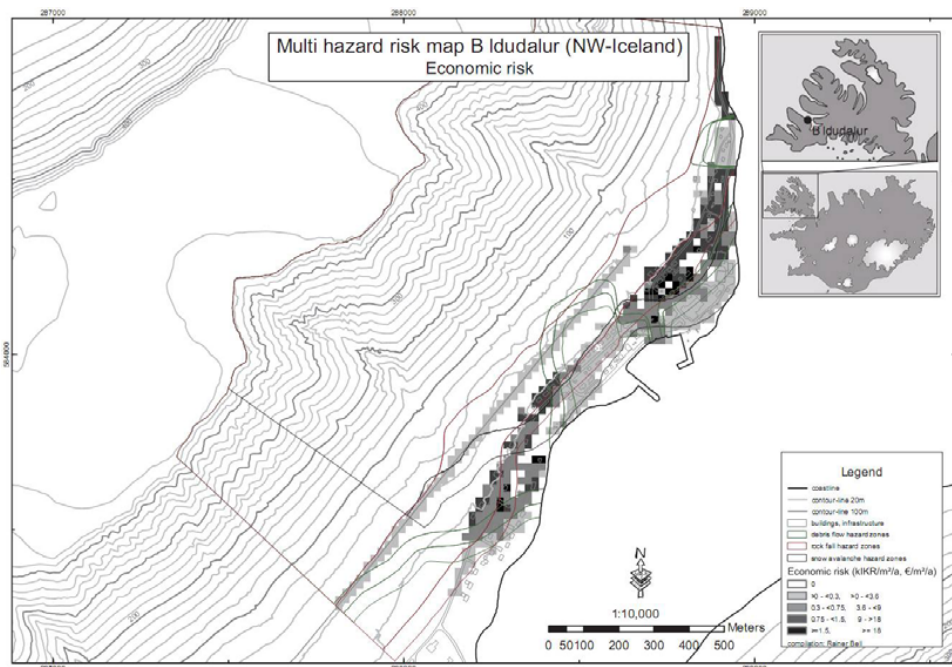 287000
288000
289000
Multi hazard risk map B ldudalur (NW-Iceland)
Economic risk
B ldudalur
100
200
584000
N
1:10,000
Meters
0 50 100 200 300 400 500
Legend
coastline
contour-line 20m
contour-line 100m
buildings, infrastructure
debris flow hazard zones
rock fall hazard zones
snow avalanche hazard zones
Economic risk (kIKR/m²/a, €/m²/a)
0
>0 - <0.3, >0 - <3.6
0.3 - <0.75, 3.6 - <9
0.75 - <1.5, 9 - >18
>=1.5, >= 18
compilation: Rainer Bell
288000